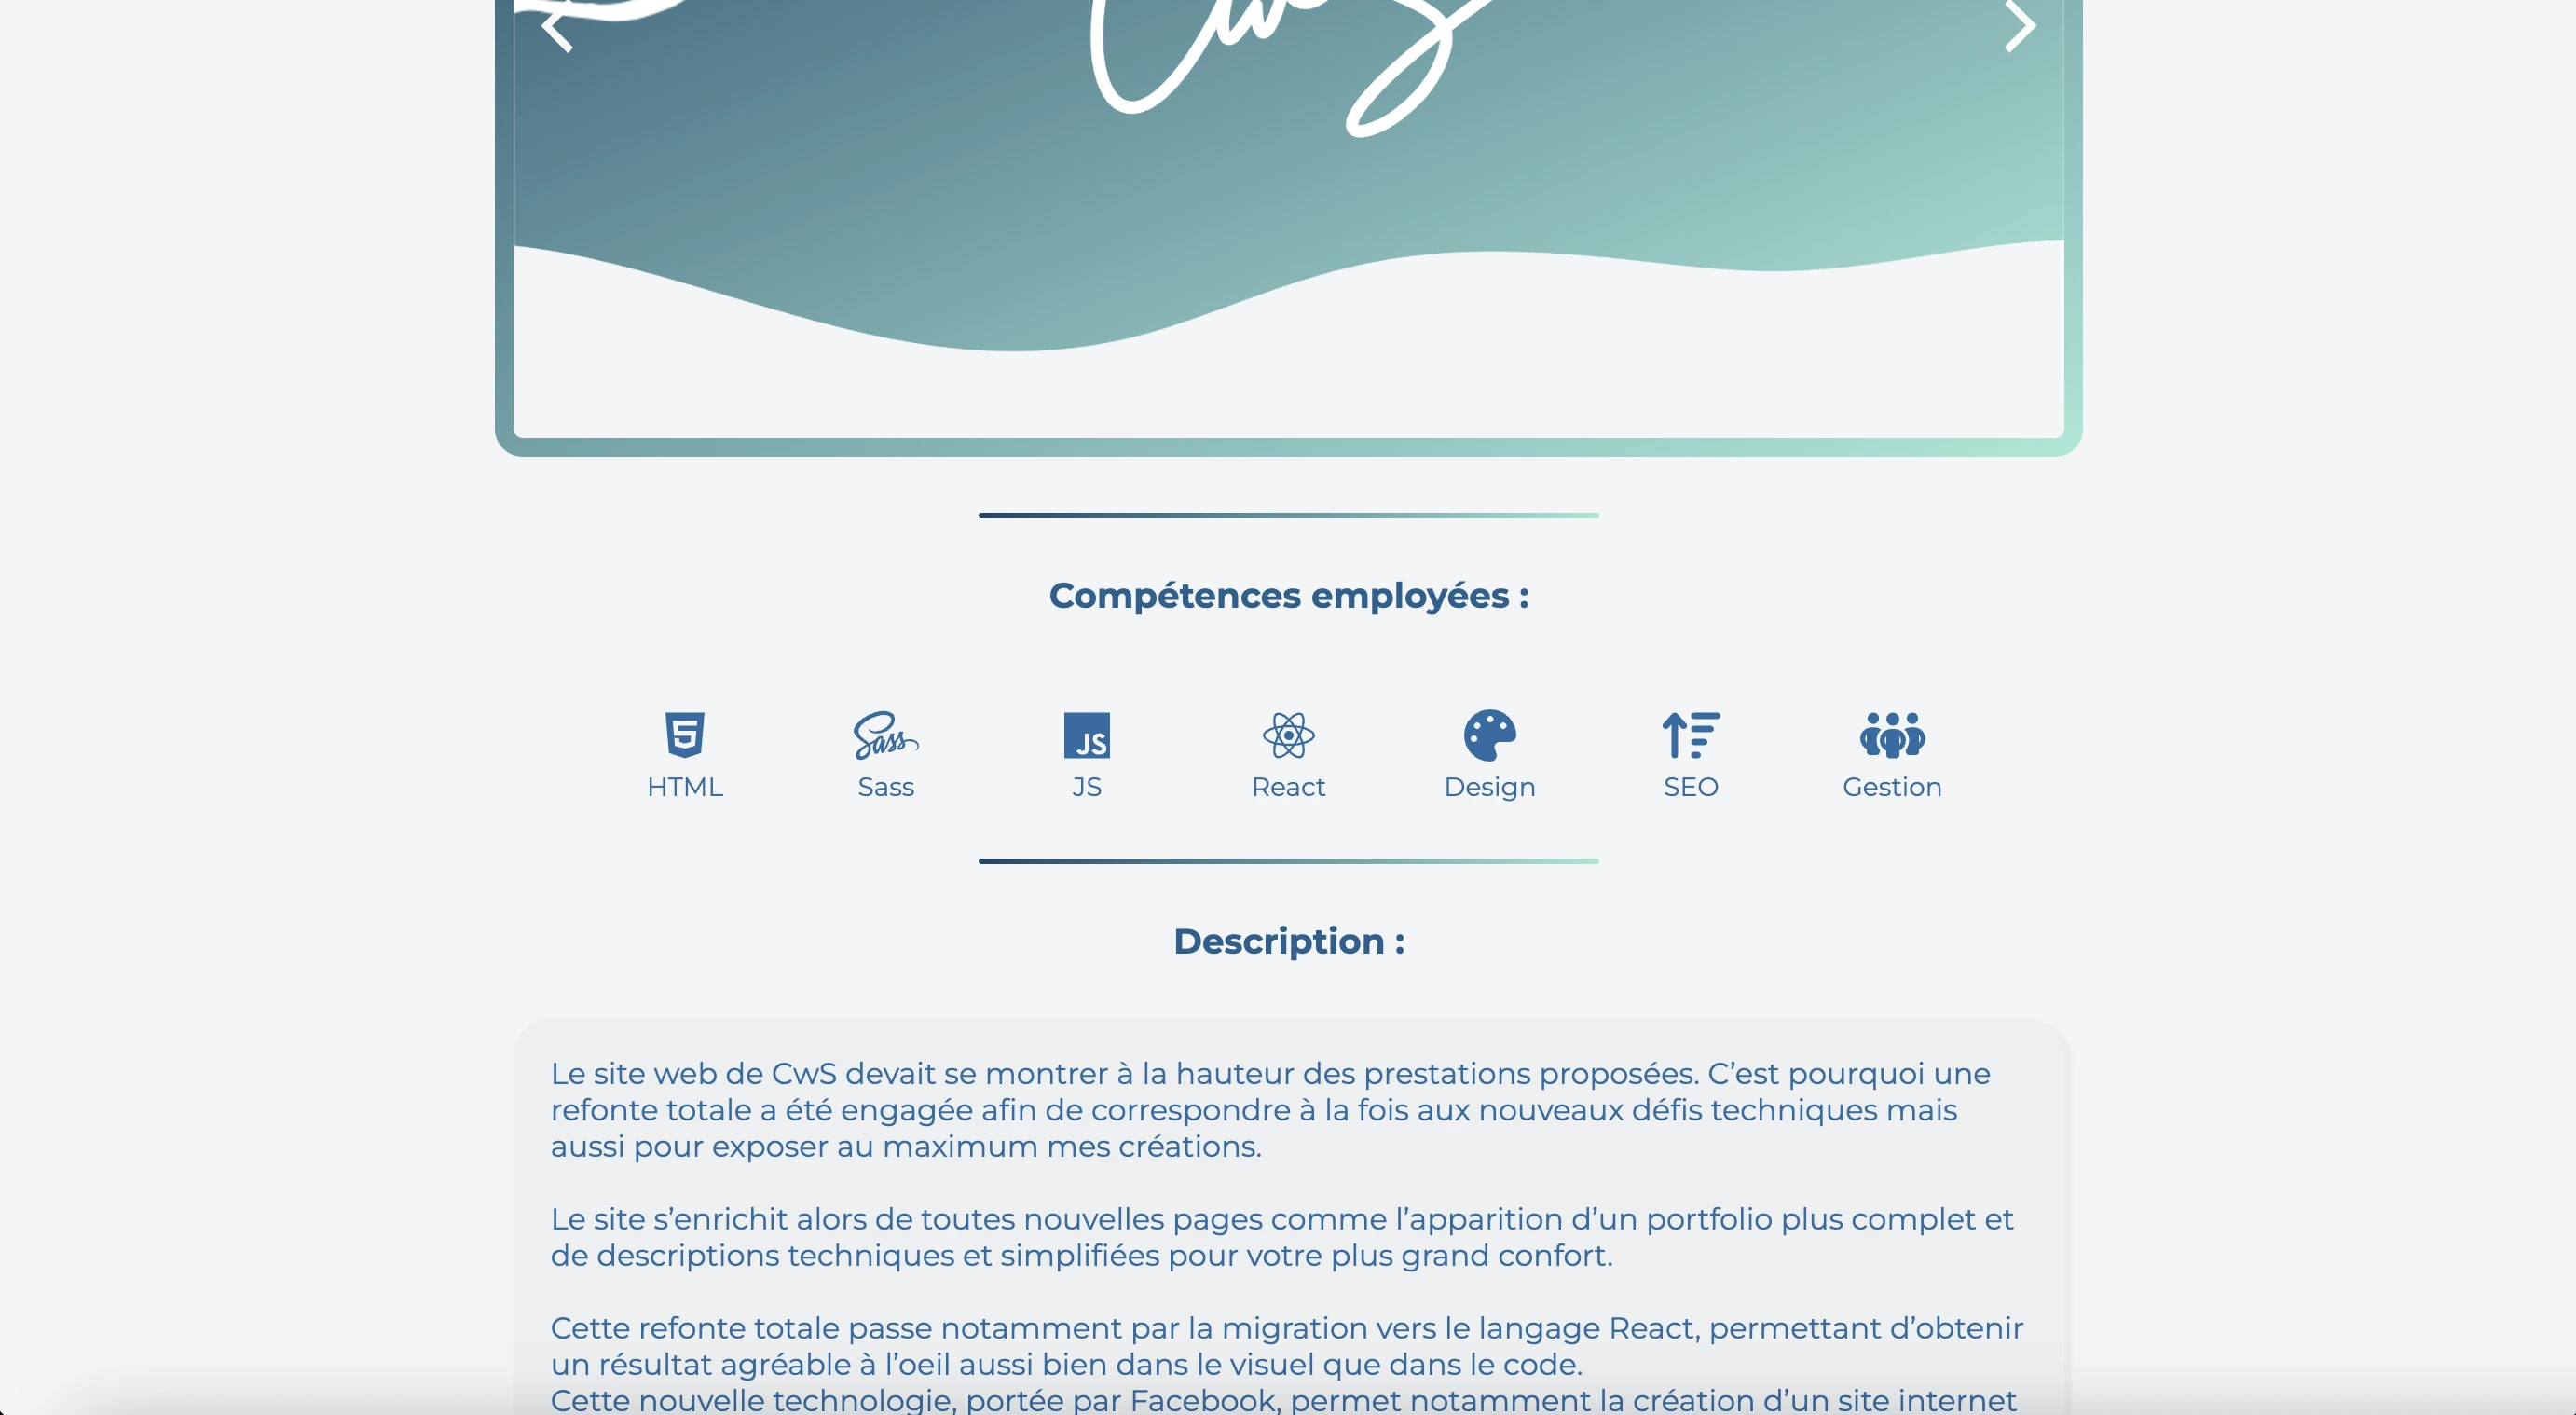 CwS
Compétences employées :
HTML
Sass
JS
React
Design
SEO
Gestion
Description :
Le site web de CwS devait se montrer à la hauteur des prestations proposées. C’est pourquoi une
refonte totale a été engagée afin de correspondre à la fois aux nouveaux défis techniques mais
aussi pour exposer au maximum mes créations.
Le site s’enrichit alors de toutes nouvelles pages comme l’apparition d’un portfolio plus complet et
de descriptions techniques et simplifiées pour votre plus grand confort.
Cette refonte totale passe notamment par la migration vers le langage React, permettant d’obtenir
un résultat agréable à l’oeil aussi bien dans le visuel que dans le code.
Cette nouvelle technologie, portée par Facebook, permet notamment la création d’un site internet